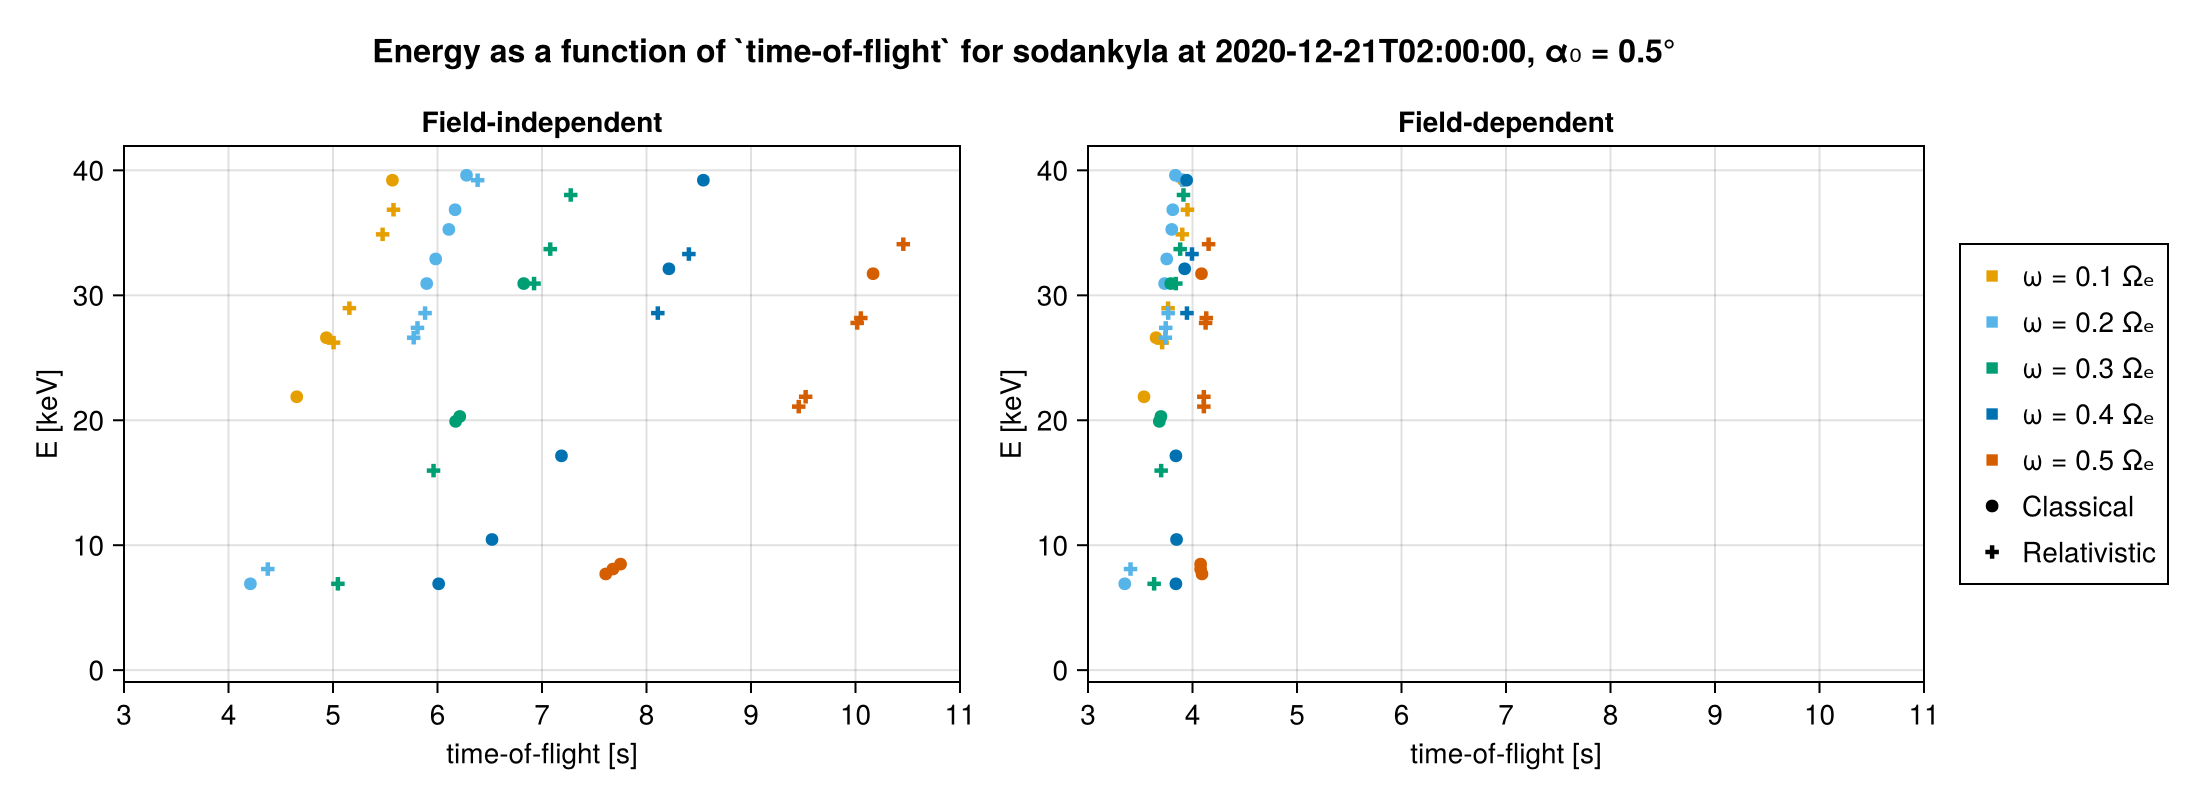 Energy as a function of `time-of-flight` for sodankyla at 2020-12-21T02:00:00, α₀ = 0.5°
Field-independent
40
30
20
10
0
E [keV]
3 4 5 6 7 8 9 10 11
time-of-flight [s]
Field-dependent
40
30
20
10
0
E [keV]
3 4 5 6 7 8 9 10 11
time-of-flight [s]
ω = 0.1 Ωₑ
ω = 0.2 Ωₑ
ω = 0.3 Ωₑ
ω = 0.4 Ωₑ
ω = 0.5 Ωₑ
Classical
Relativistic